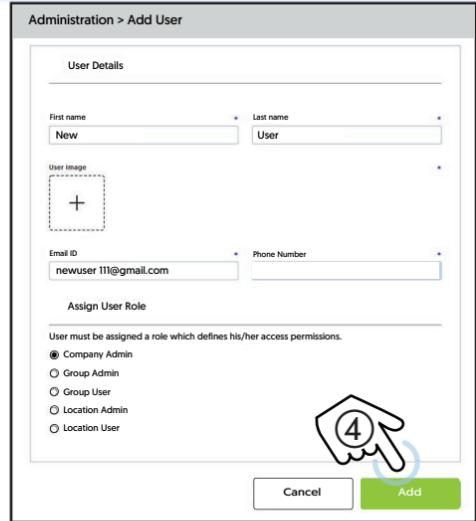 Administration > Add User
User Details
First name * Last name *
New User
User Image *
+
Email ID * Phone Number *
newuser 111@gmail.com
Assign User Role
User must be assigned a role which defines his/her access permissions.
Company Admin
Group Admin
Group User
Location Admin
Location User
4
Cancel Add